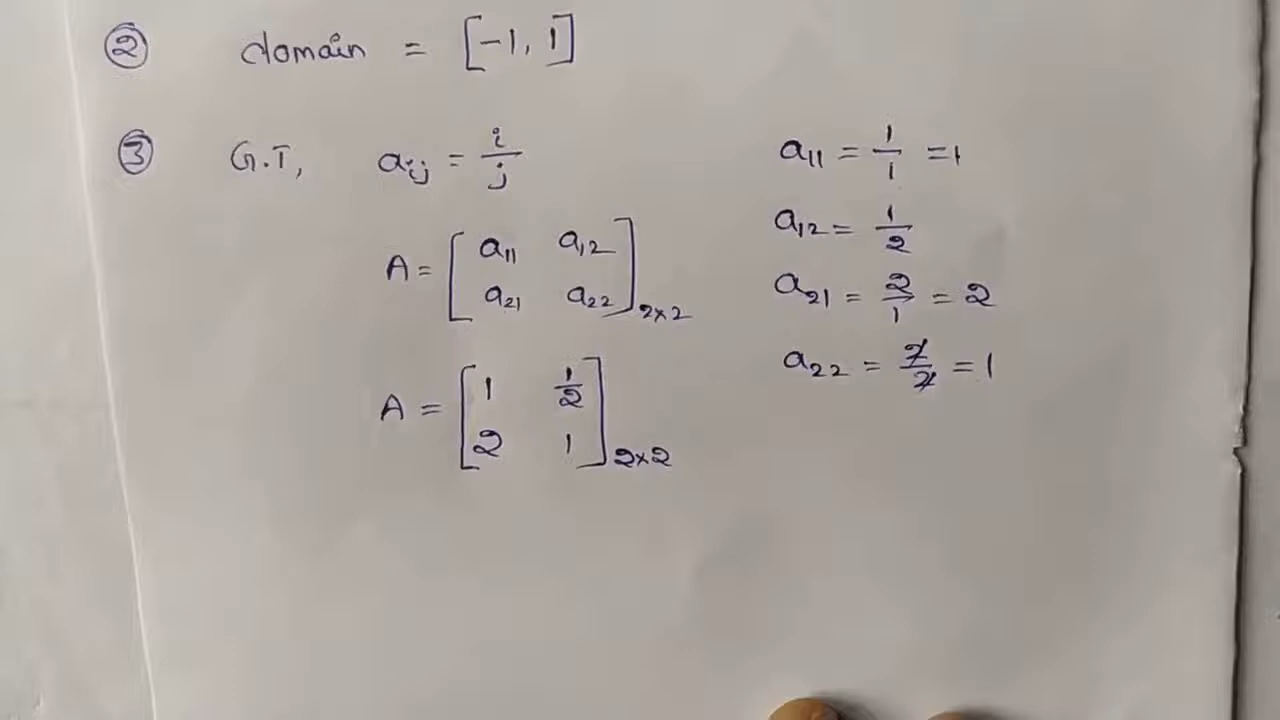 ② domain = [-1, 1]
③ G.T, aij = i/j
A = [ a11 a12
a21 a22 ]2×2
A = [ 1 1/2
2 1 ]2×2
a11 = 1/1 = 1
a12 = 1/2
a21 = 2/1 = 2
a22 = 2/2 = 1